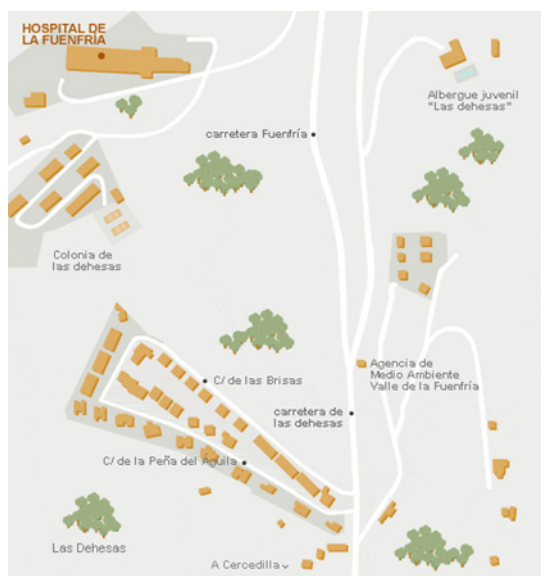 HOSPITAL DE
LA FUENFRÍA
Albergue juvenil
"Las dehesas"
carretera Fuenfría
Colonia de
las dehesas
Agencia de
Medio Ambiente
Valle de la Fuenfría
C/ de las Brisas
carretera de
las dehesas
C/ de la Peña del Aguila
Las Dehesas
A Cercedilla